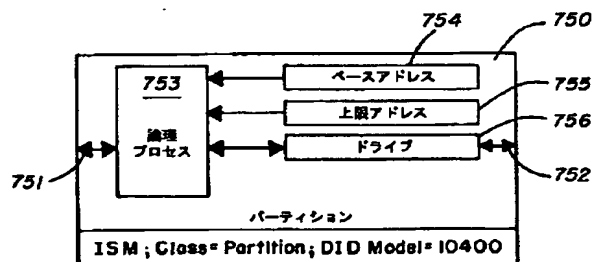 754
750
753
ベースアドレス
755
上限アドレス
756
論理
プロセス
ドライブ
751
752
パーティション
ISM; Class= Partition; DID Model= 10400